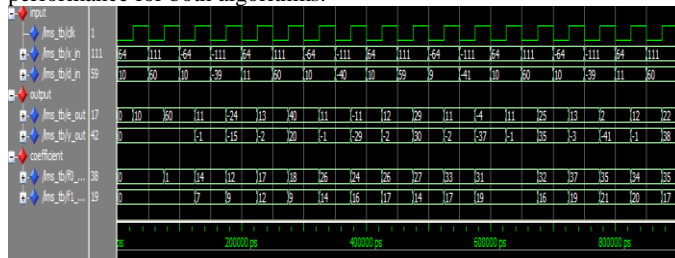 performance for both algorithms.
input
/lms_tb/clk 1
/lms_tb/x_in 111 64 111 -64 -111 64 111 -64 -111 64 111 -64 -111 64 111 -64 -111 64 111
/lms_tb/d_in 59 10 60 10 -39 11 60 10 -40 10 59 9 -41 10 60 10 -39 11 60
output
/lms_tb/e_out 17 0 10 60 11 -24 13 40 11 -11 12 29 11 -4 11 25 13 2 12 22
/lms_tb/y_out 42 0 -1 -15 -2 20 -1 -29 -2 30 -2 -37 -1 35 -3 -41 -1 38
coefficient
/lms_tb/f0_... 38 0 1 14 12 17 18 26 24 26 27 33 31 32 37 35 34 35
/lms_tb/f1_... 19 0 7 9 12 9 14 16 17 14 17 19 16 19 21 20 17
ps 200000 ps 400000 ps 600000 ps 800000 ps